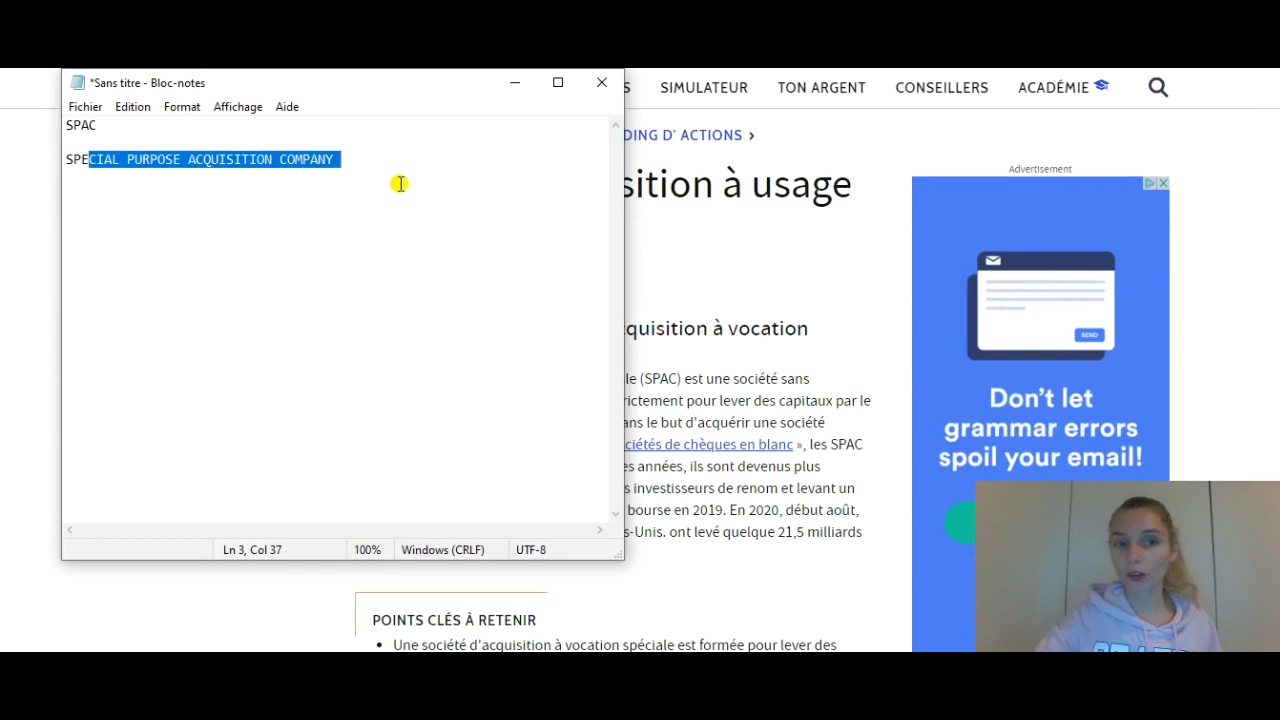 *Sans titre - Bloc-notes
Fichier Edition Format Affichage Aide
SPAC
SPECIAL PURPOSE ACQUISITION COMPANY
Ln 3, Col 37 100% Windows (CRLF) UTF-8
S SIMULATEUR TON ARGENT CONSEILLERS ACADÉMIE
DING D' ACTIONS >
sition à usage
quisition à vocation
le (SPAC) est une société sans
rictement pour lever des capitaux par le
ans le but d'acquérir une société
ciétés de chèques en blanc », les SPAC
es années, ils sont devenus plus
s investisseurs de renom et levant un
bourse en 2019. En 2020, début août,
s-Unis. ont levé quelque 21,5 milliards
POINTS CLÉS À RETENIR
• Une société d'acquisition à vocation spéciale est formée pour lever des
Advertisement
SEND
Don't let
grammar errors
spoil your email!